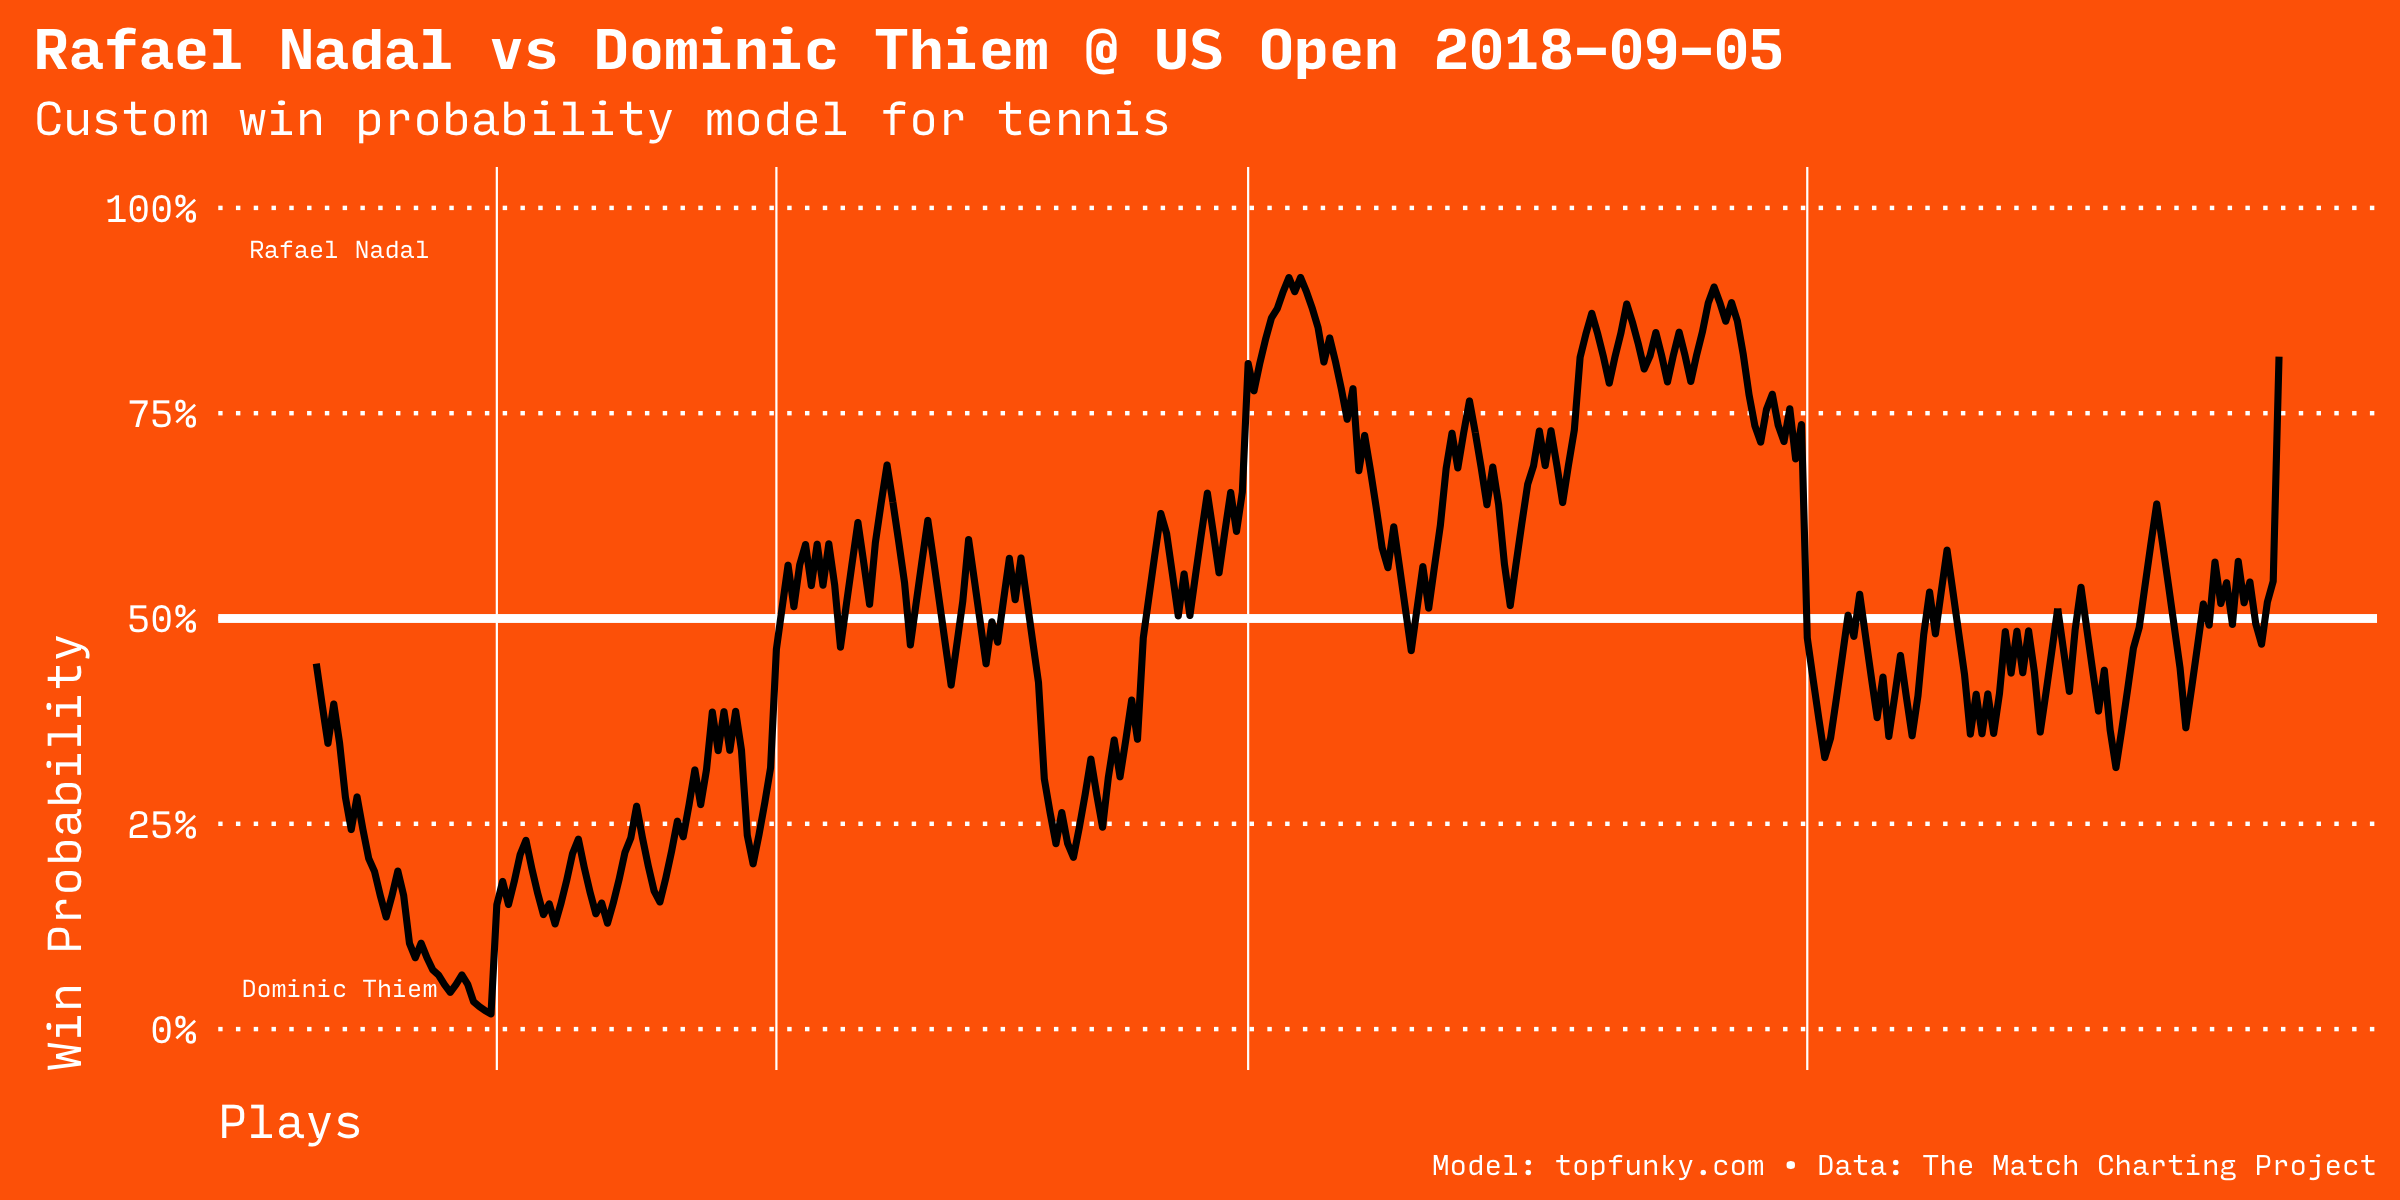 Rafael Nadal vs Dominic Thiem @ US Open 2018-09-05
Custom win probability model for tennis
100%
Rafael Nadal
75%
50%
25%
Dominic Thiem
0%
Win Probability
Plays
Model: topfunky.com • Data: The Match Charting Project